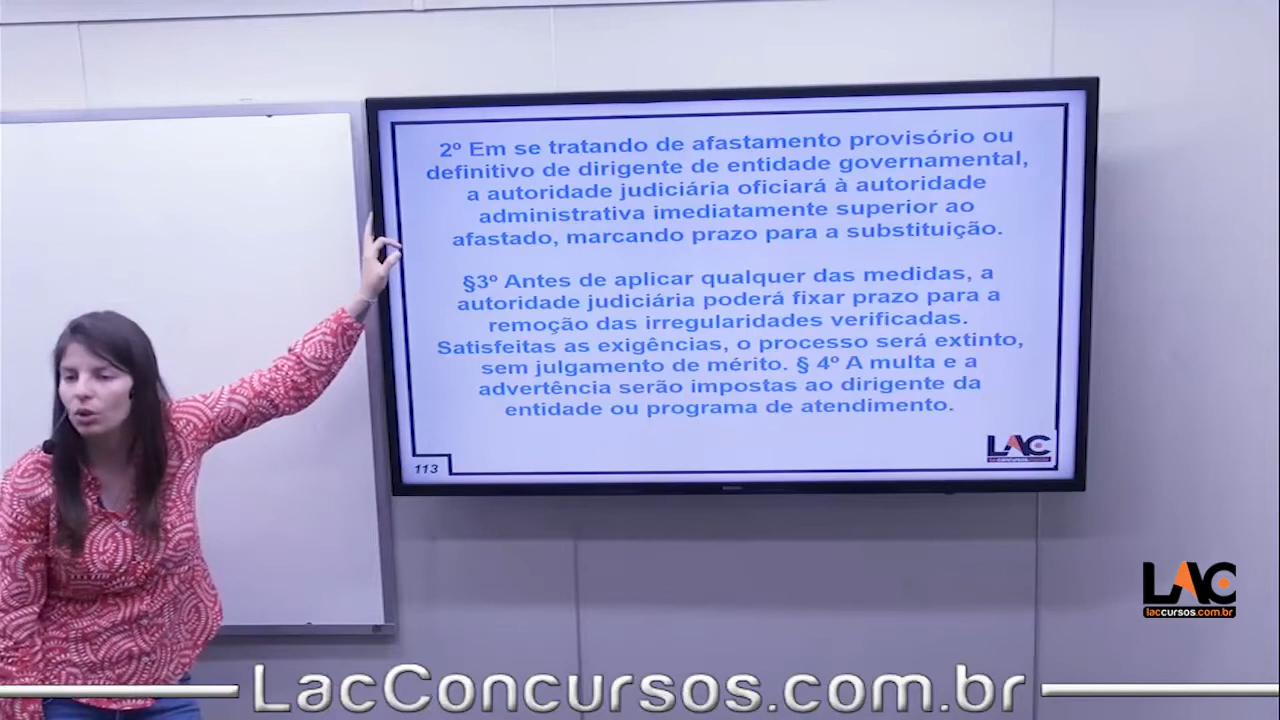 2º Em se tratando de afastamento provisório ou
definitivo de dirigente de entidade governamental,
a autoridade judiciária oficiará à autoridade
administrativa imediatamente superior ao
afastado, marcando prazo para a substituição.
§3º Antes de aplicar qualquer das medidas, a
autoridade judiciária poderá fixar prazo para a
remoção das irregularidades verificadas.
Satisfeitas as exigências, o processo será extinto,
sem julgamento de mérito. § 4º A multa e a
advertência serão impostas ao dirigente da
entidade ou programa de atendimento.
LAC
113
LAC
laccursos.com.br
LacConcursos.com.br